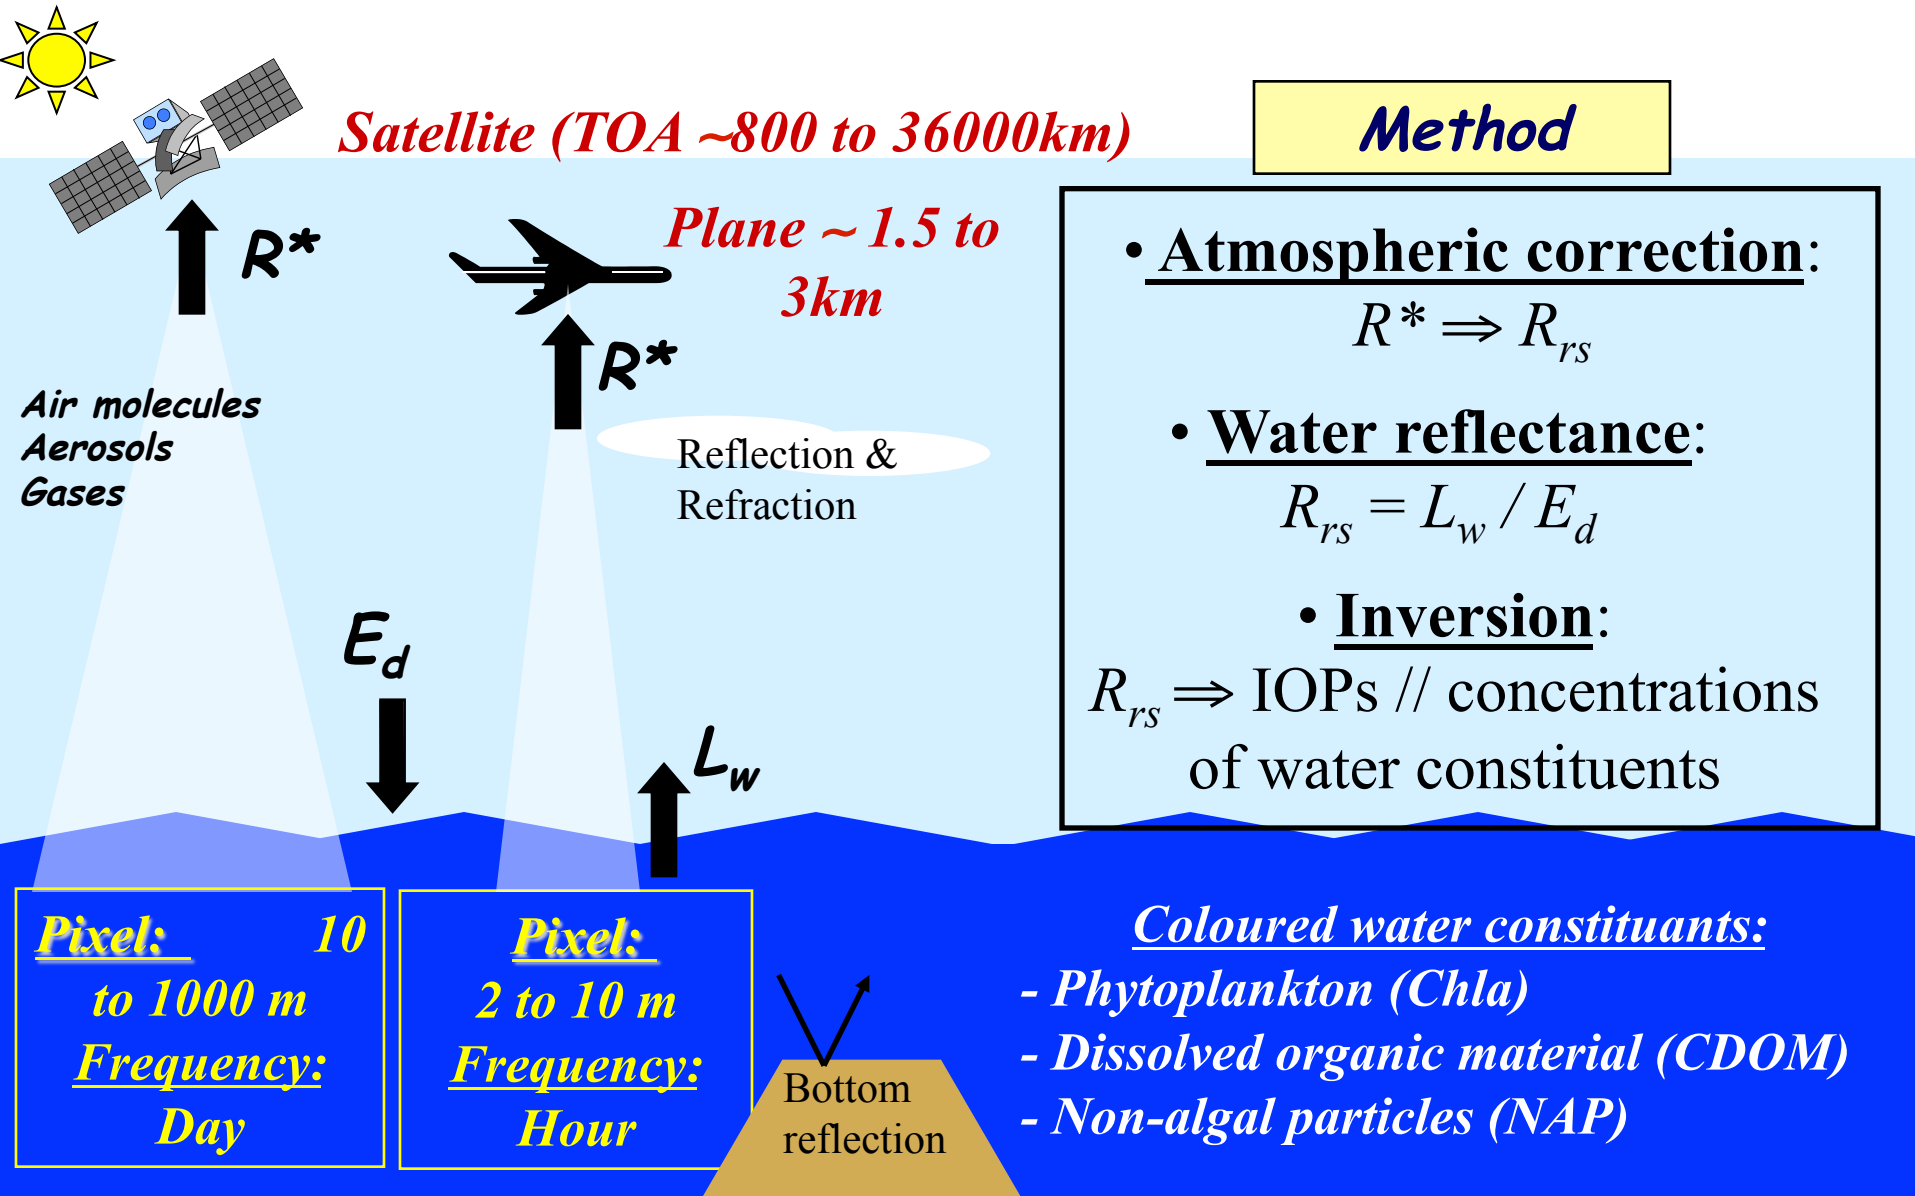 Satellite (TOA ~800 to 36000km)
Method
Plane ~ 1.5 to
3km
R*
R*
Air molecules
Aerosols
Gases
Reflection &
Refraction
• Atmospheric correction:
R* ⇒ Rrs
• Water reflectance:
Rrs = Lw / Ed
• Inversion:
Rrs ⇒ IOPs // concentrations
of water constituents
Ed
Lw
Pixel: 10
to 1000 m
Frequency:
Day
Pixel:
2 to 10 m
Frequency:
Hour
Bottom
reflection
Coloured water constituants:
- Phytoplankton (Chla)
- Dissolved organic material (CDOM)
- Non-algal particles (NAP)